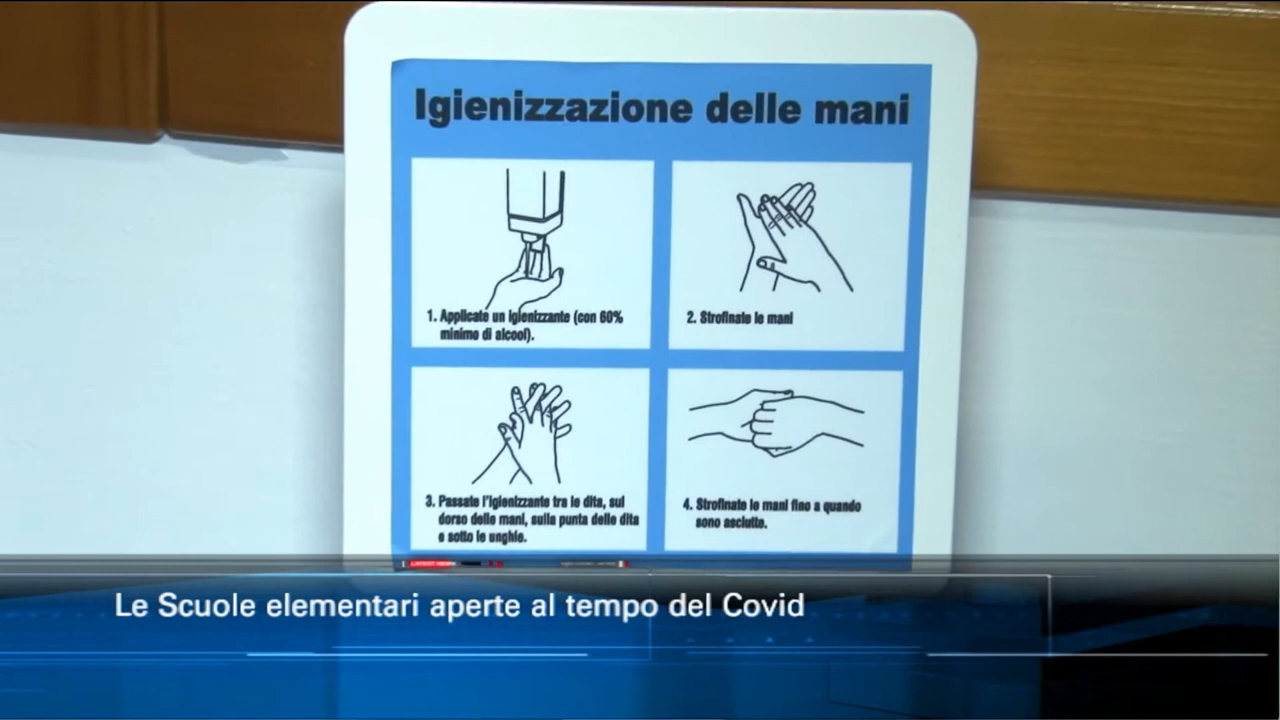 Igienizzazione delle mani
1. Applicate un igienizzante (con 60%
minimo di alcool).
2. Strofinate le mani
3. Passate l'igienizzante tra le dita, sul
dorso delle mani, sulla punta delle dita
e sotto le unghie.
4. Strofinate le mani fino a quando
sono asciutte.
Le Scuole elementari aperte al tempo del Covid